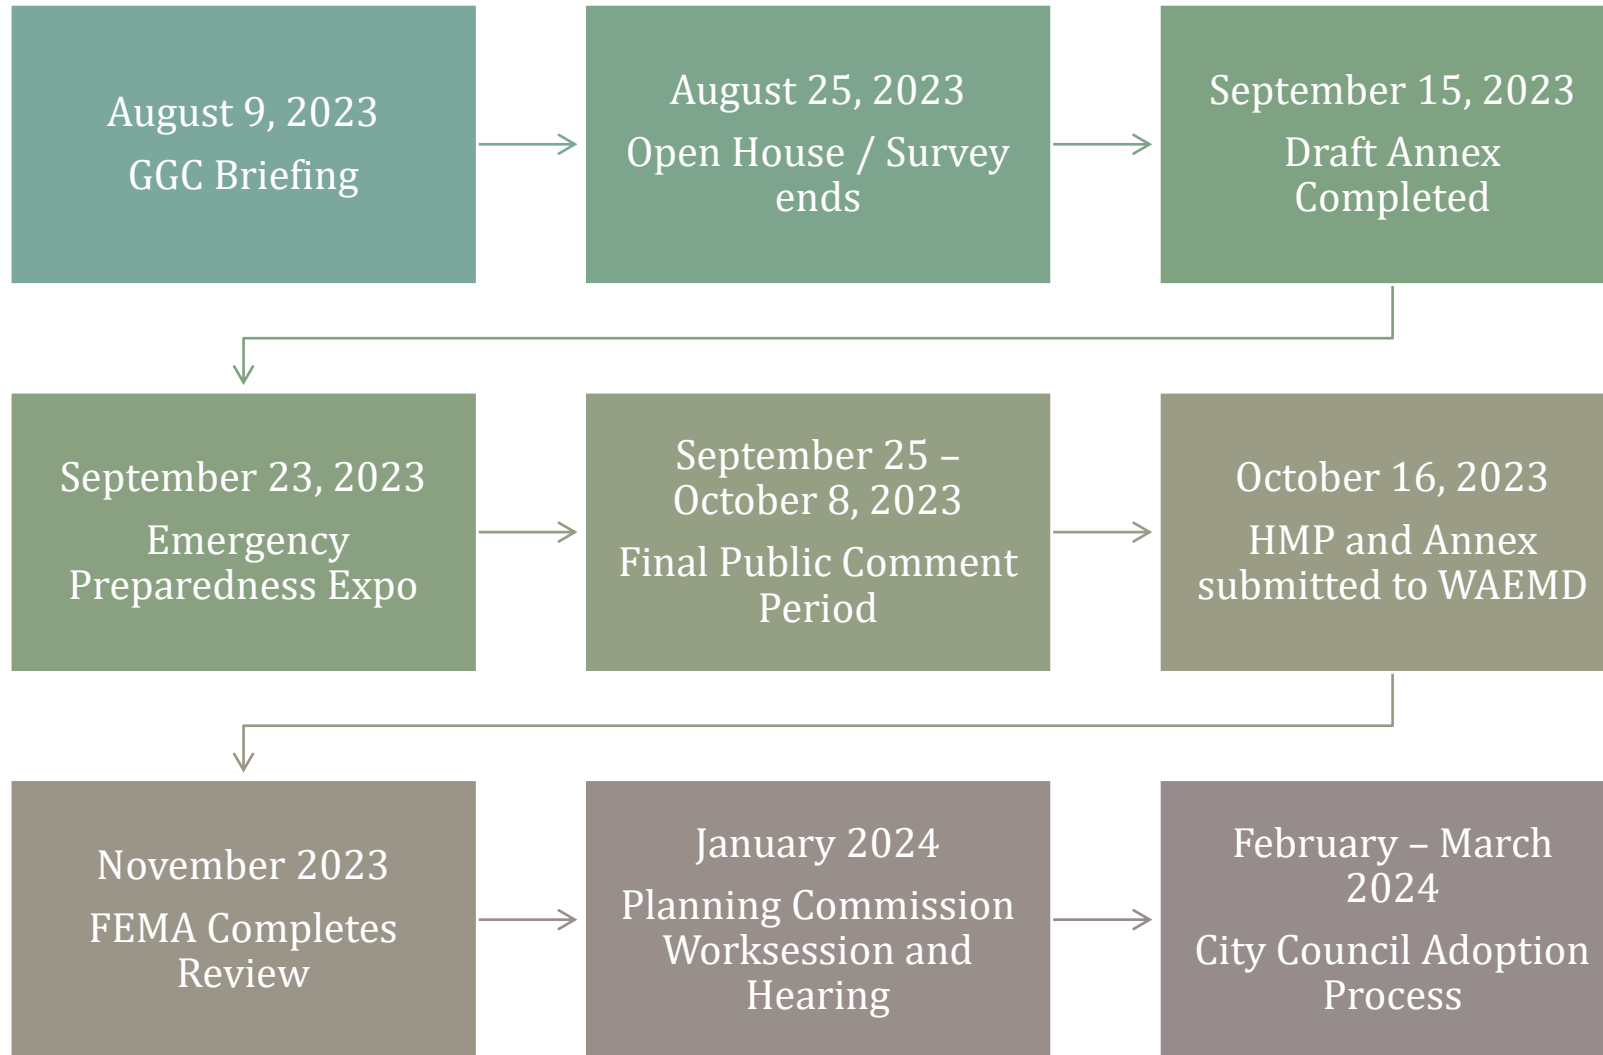 August 9, 2023
GGC Briefing
August 25, 2023
Open House / Survey
ends
September 15, 2023
Draft Annex
Completed
September 23, 2023
Emergency
Preparedness Expo
September 25 –
October 8, 2023
Final Public Comment
Period
October 16, 2023
HMP and Annex
submitted to WAEMD
November 2023
FEMA Completes
Review
January 2024
Planning Commission
Worksession and
Hearing
February – March
2024
City Council Adoption
Process